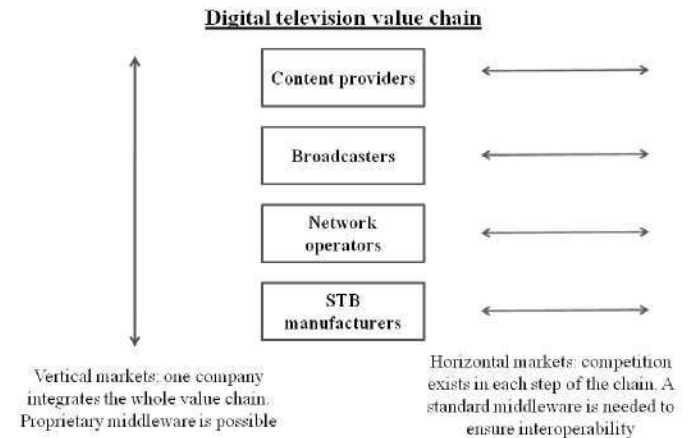 Digital television value chain
Content providers
Broadcasters
Network
operators
STB
manufacturers
Vertical markets: one company
integrates the whole value chain.
Proprietary middleware is possible
Horizontal markets: competition
exists in each step of the chain. A
standard middleware is needed to
ensure interoperability